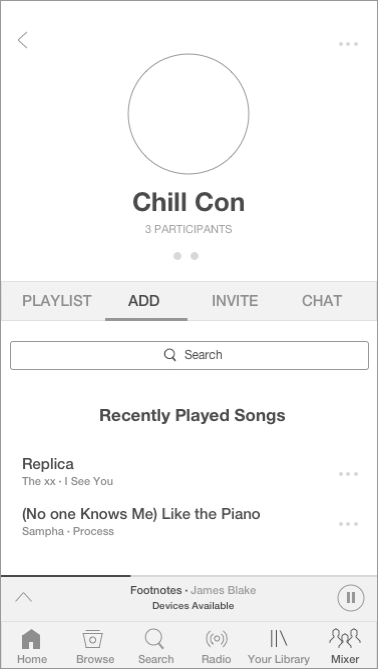 Chill Con
3 PARTICIPANTS
PLAYLIST ADD INVITE CHAT
Search
Recently Played Songs
Replica
The xx · I See You
(No one Knows Me) Like the Piano
Sampha · Process
Footnotes · James Blake
Devices Available
Home Browse Search Radio Your Library Mixer